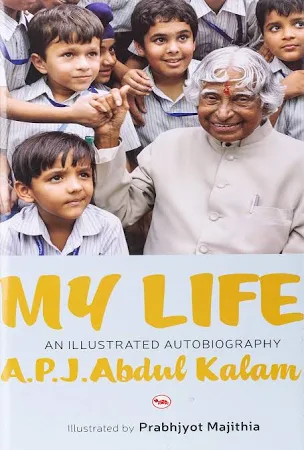 MY LIFE
AN ILLUSTRATED AUTOBIOGRAPHY
A.P.J. Abdul Kalam
Illustrated by Prabhjyot Majithia